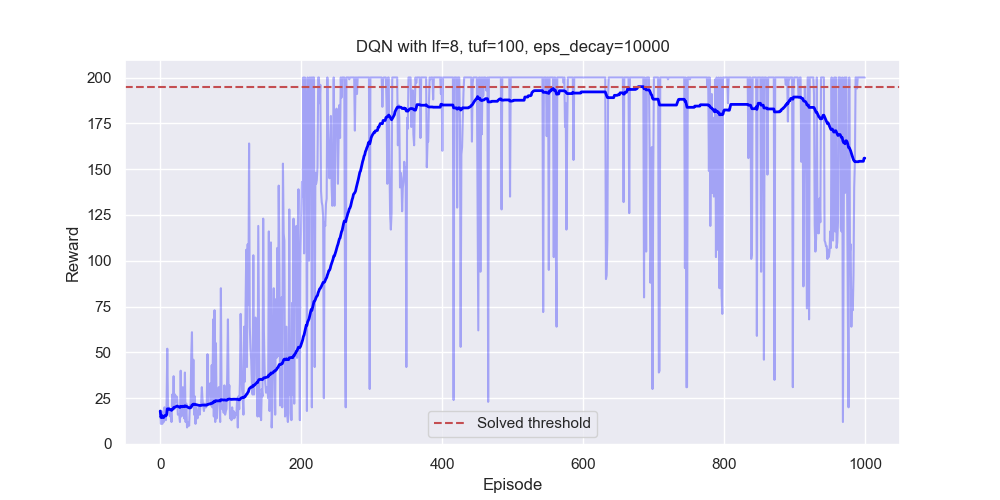 DQN with lf=8, tuf=100, eps_decay=10000
Reward
200
175
150
125
100
75
50
25
0
Solved threshold
0 200 400 600 800 1000
Episode